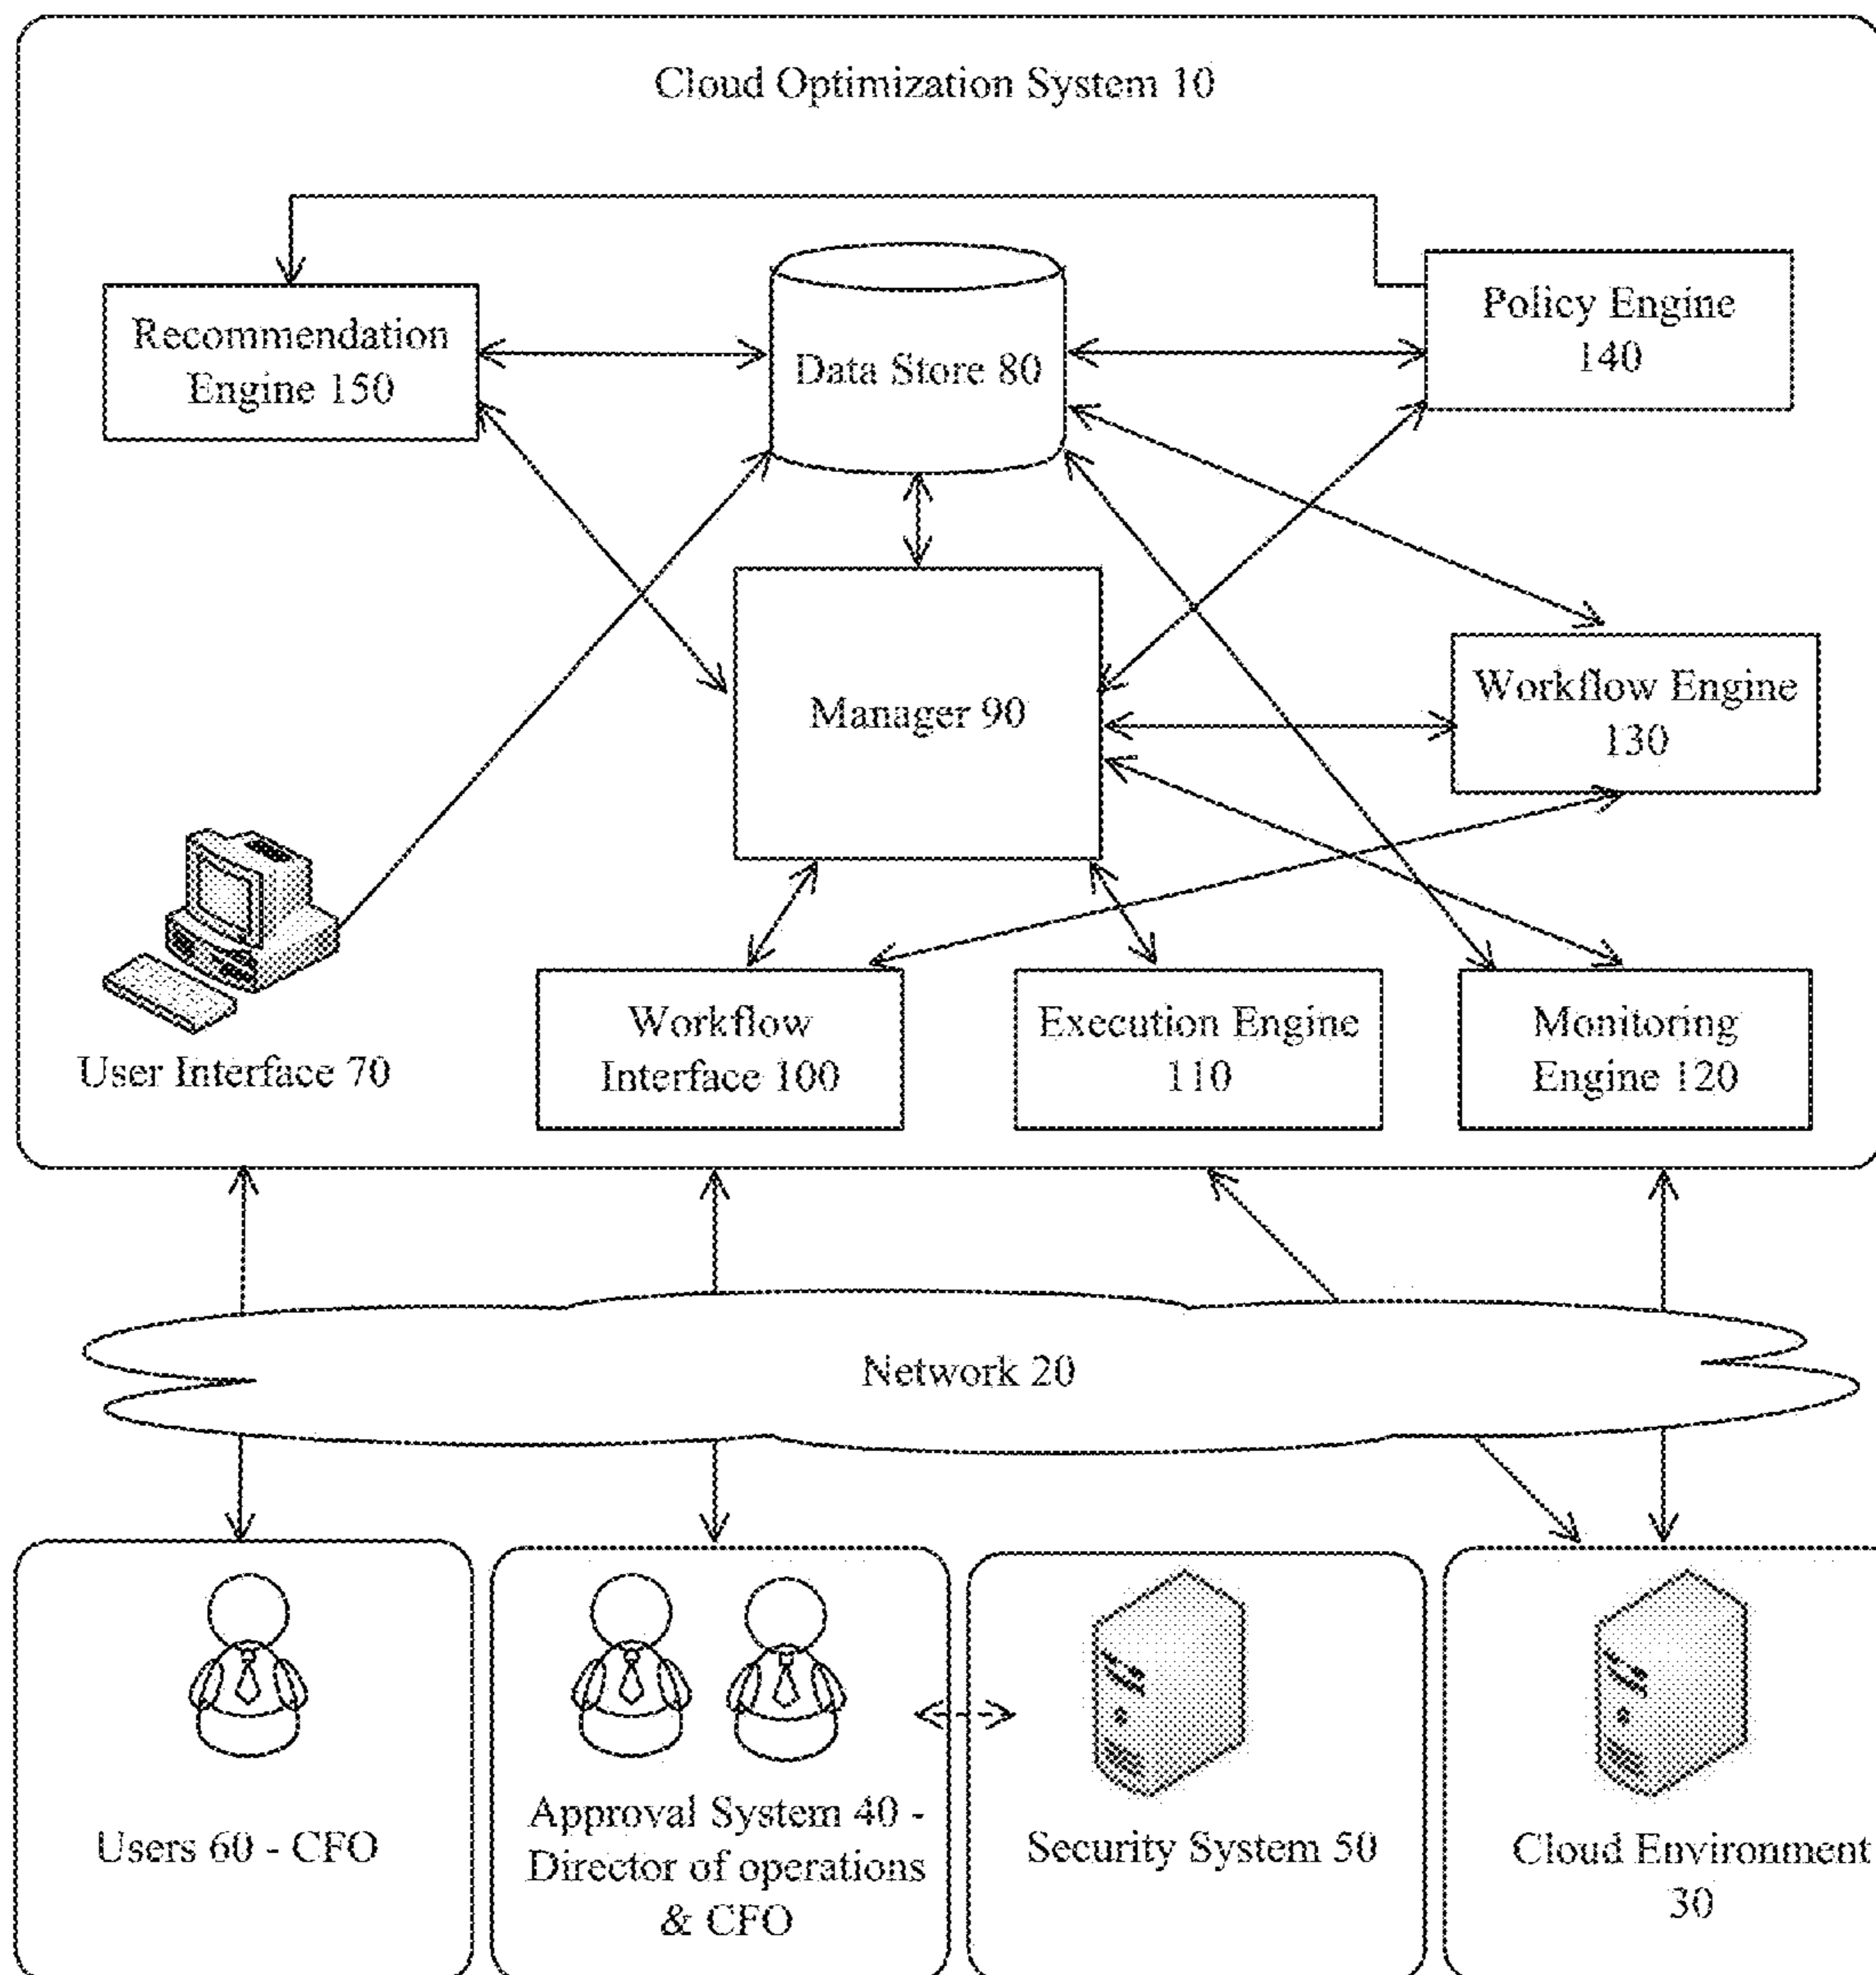 Cloud Optimization System 10
Recommendation
Engine 150
Data Store 80
Policy Engine
140
Manager 90
Workflow Engine
130
User Interface 70
Workflow
Interface 100
Execution Engine
110
Monitoring
Engine 120
Network 20
Users 60 - CFO
Approval System 40 -
Director of operations
& CFO
Security System 50
Cloud Environment
30